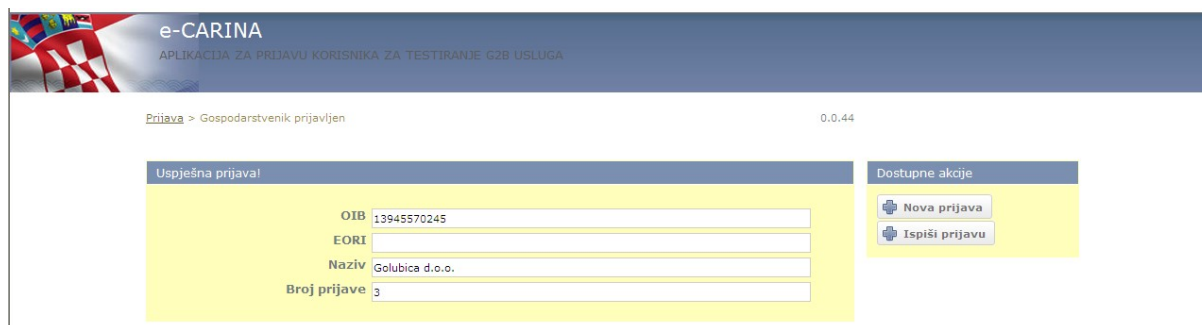 e-CARINA
APLIKACIJA ZA PRIJAVU KORISNIKA ZA TESTIRANJE G2B USLUGA
Prijava > Gospodarstvenik prijavljen
0.0.44
Uspješna prijava!
OIB 13945570245
EORI
Naziv Golubica d.o.o.
Broj prijave 3
Dostupne akcije
Nova prijava
Ispiši prijavu